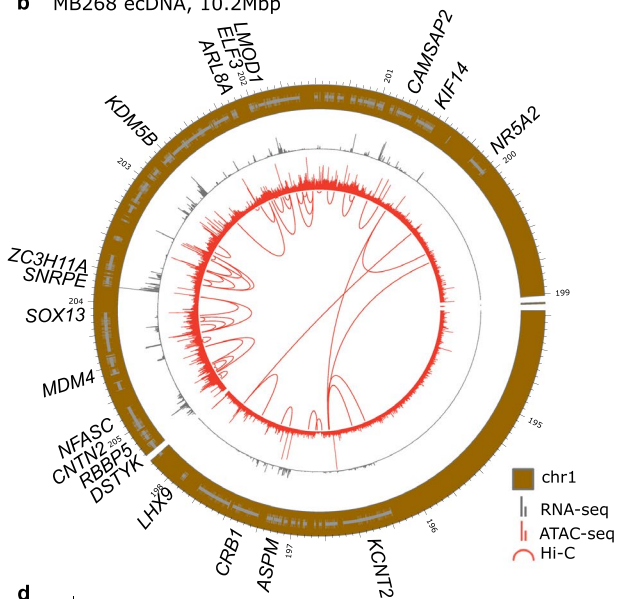 b MB268 ecDNA, 10.2Mbp
LMOD1
ELF3
ARL8A
202
201
CAMSAP2
KIF14
NR5A2
200
KDM5B
203
ZC3H11A
SNRPE
204
SOX13
199
MDM4
NFASC
CNTN2
205
RBBP5
DSTYK
198
LHX9
CRB1
ASPM
197
KCNT2
196
195
chr1
RNA-seq
ATAC-seq
Hi-C
d